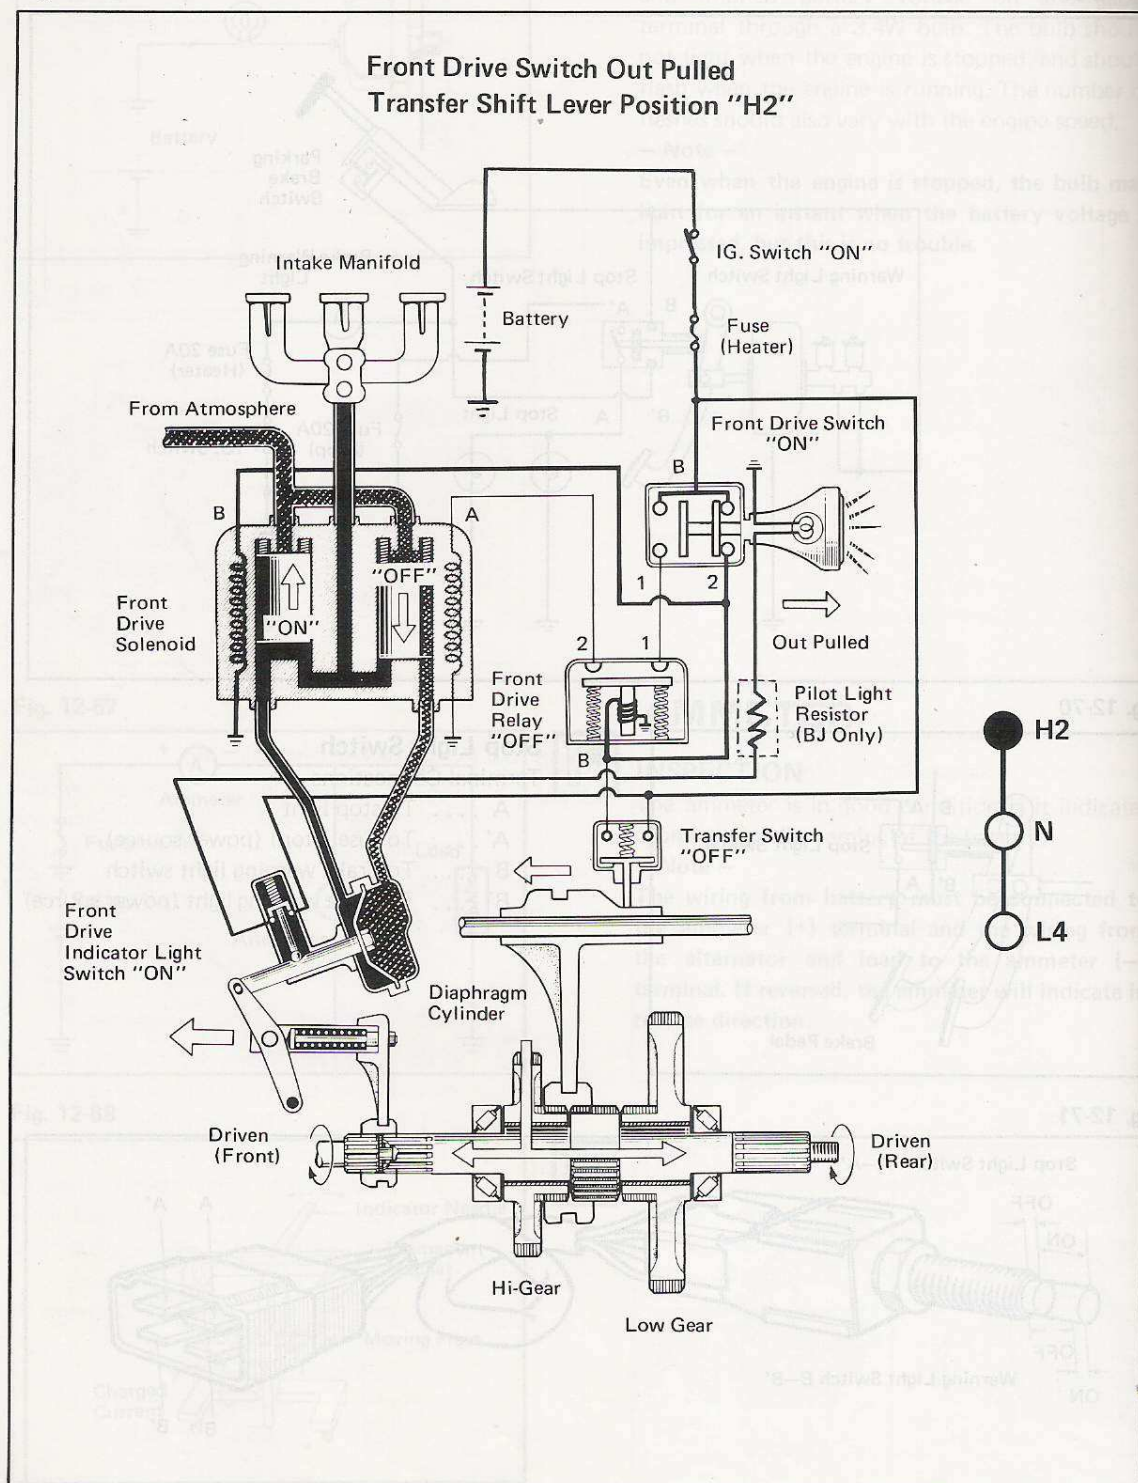 Front Drive Switch Out Pulled
Transfer Shift Lever Position "H2"
Intake Manifold
IG. Switch "ON"
Battery
Fuse
(Heater)
From Atmosphere
Front Drive Switch
"ON"
B
B
A
"OFF"
1
2
Front
Drive
Solenoid
"ON"
Out Pulled
2
1
Front
Drive
Relay
"OFF"
Pilot Light
Resistor
(BJ Only)
H2
B
Transfer Switch
"OFF"
N
Front
Drive
Indicator Light
Switch "ON"
L4
Diaphragm
Cylinder
Driven
(Front)
Driven
(Rear)
Hi-Gear
Low Gear